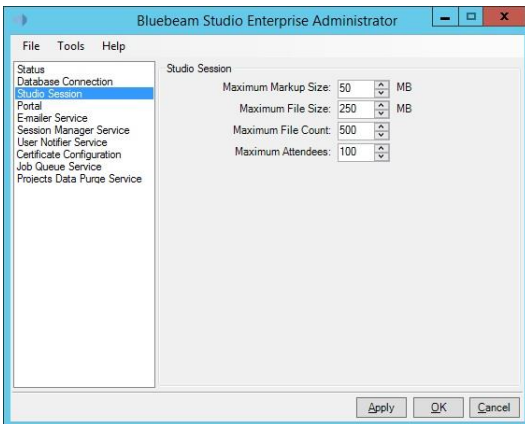 Bluebeam Studio Enterprise Administrator
File Tools Help
Status
Database Connection
Studio Session
Portal
E-mailer Service
Session Manager Service
User Notifier Service
Certificate Configuration
Job Queue Service
Projects Data Purge Service
Studio Session
Maximum Markup Size: 50 MB
Maximum File Size: 250 MB
Maximum File Count: 500
Maximum Attendees: 100
Apply OK Cancel